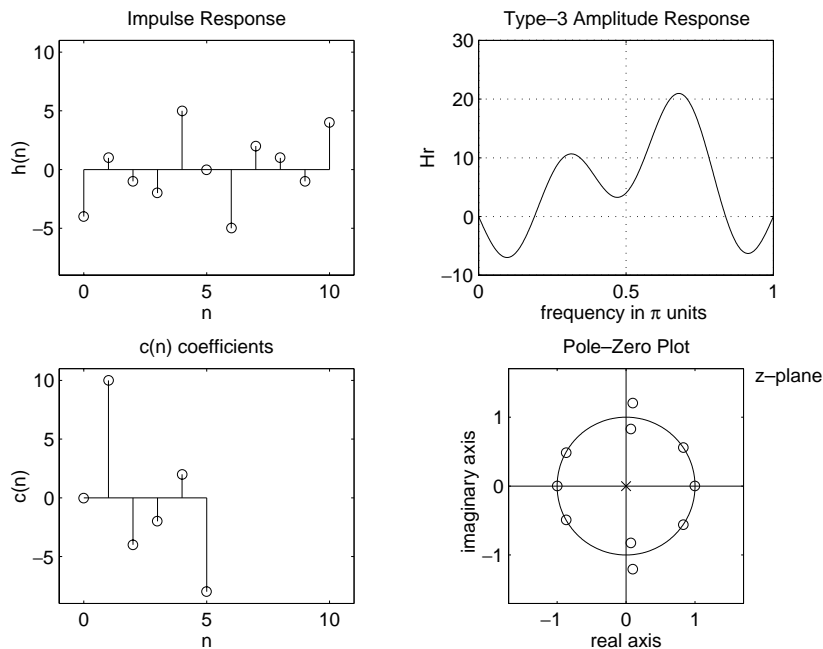 Impulse Response
10
5
0
−5
h(n)
0
5
10
n
Type−3 Amplitude Response
30
20
10
0
−10
Hr
0
0.5
1
frequency in π units
c(n) coefficients
10
5
0
−5
c(n)
0
5
10
n
Pole−Zero Plot
z−plane
1
0
−1
imaginary axis
−1
0
1
real axis